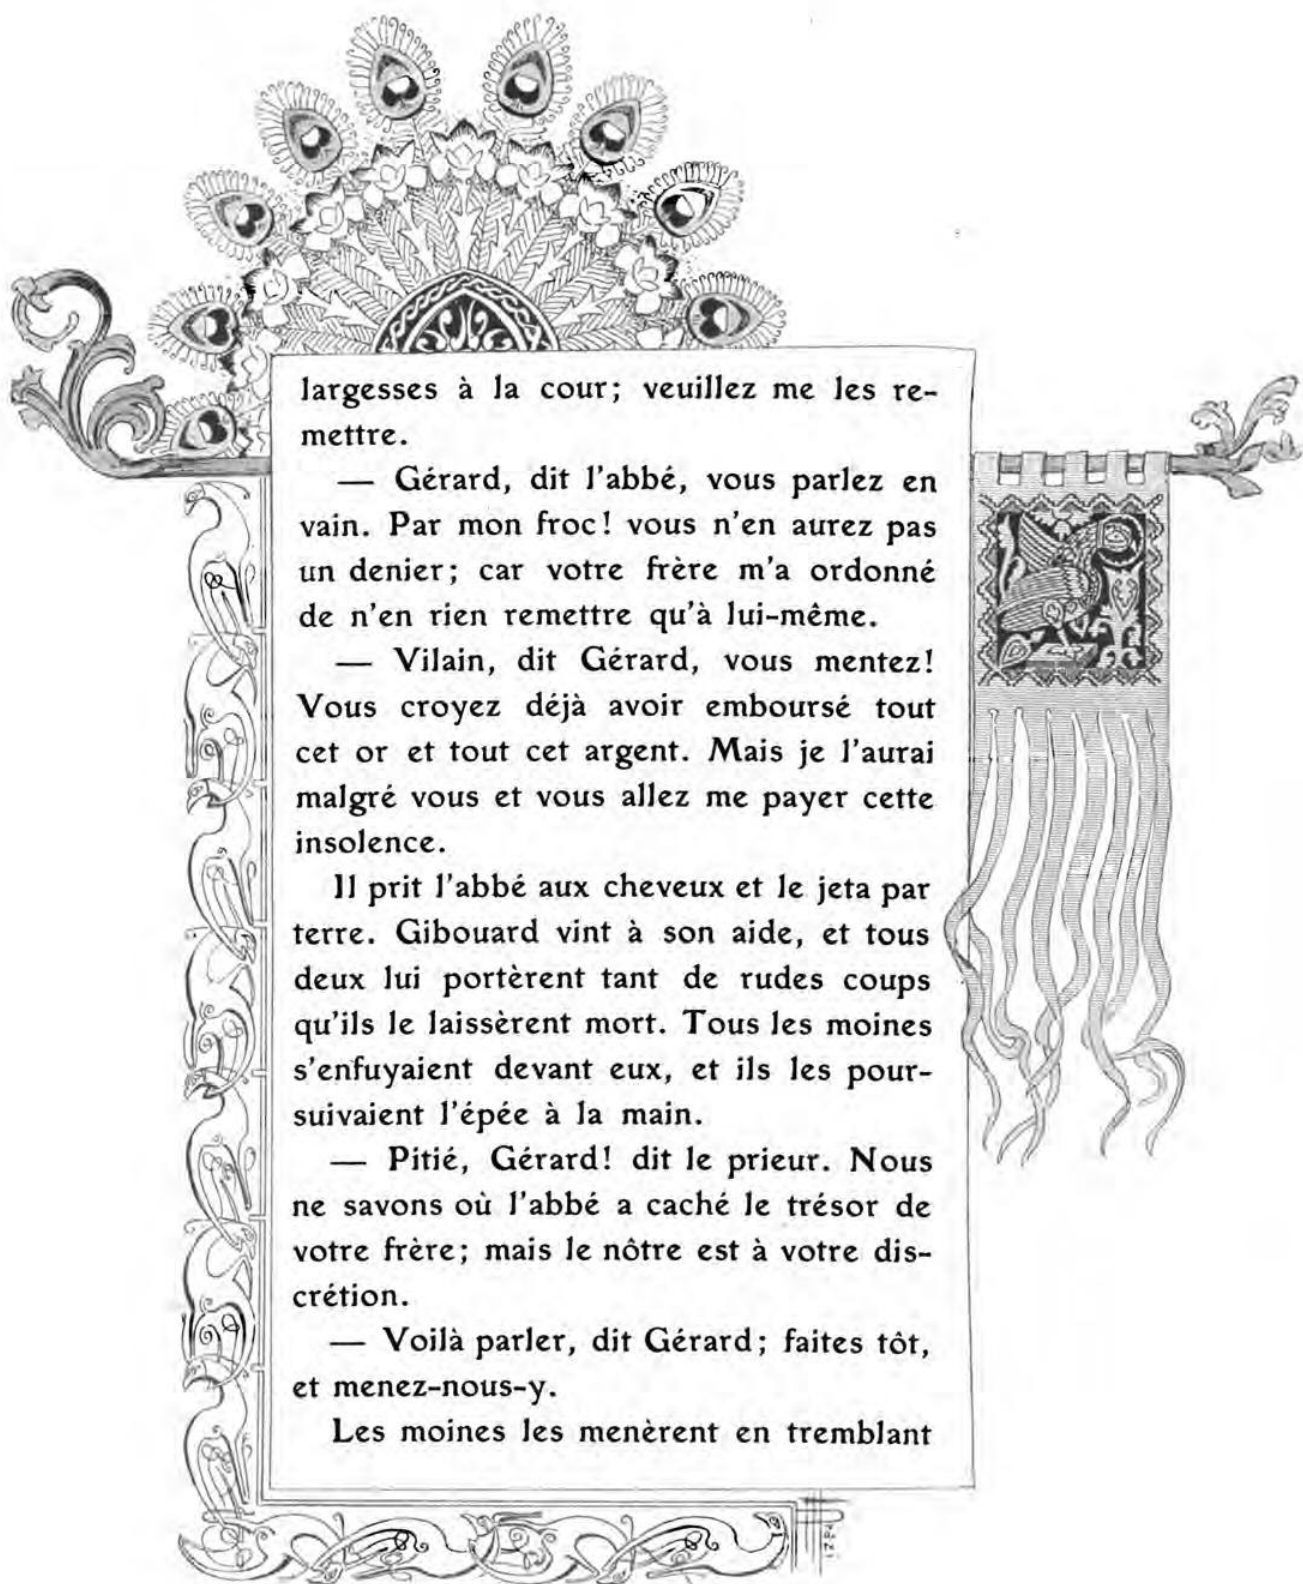 largesses à la cour; veuillez me les re-
mettre.
— Gérard, dit l'abbé, vous parlez en
vain. Par mon froc! vous n'en aurez pas
un denier; car votre frère m'a ordonné
de n'en rien remettre qu'à lui-même.
— Vilain, dit Gérard, vous mentez!
Vous croyez déjà avoir emboursé tout
cet or et tout cet argent. Mais je l'aurai
malgré vous et vous allez me payer cette
insolence.
Il prit l'abbé aux cheveux et le jeta par
terre. Gibouard vint à son aide, et tous
deux lui portèrent tant de rudes coups
qu'ils le laissèrent mort. Tous les moines
s'enfuyaient devant eux, et ils les pour-
suivaient l'épée à la main.
— Pitié, Gérard! dit le prieur. Nous
ne savons où l'abbé a caché le trésor de
votre frère; mais le nôtre est à votre dis-
crétion.
— Voilà parler, dit Gérard; faites tôt,
et menez-nous-y.
Les moines les menèrent en tremblant